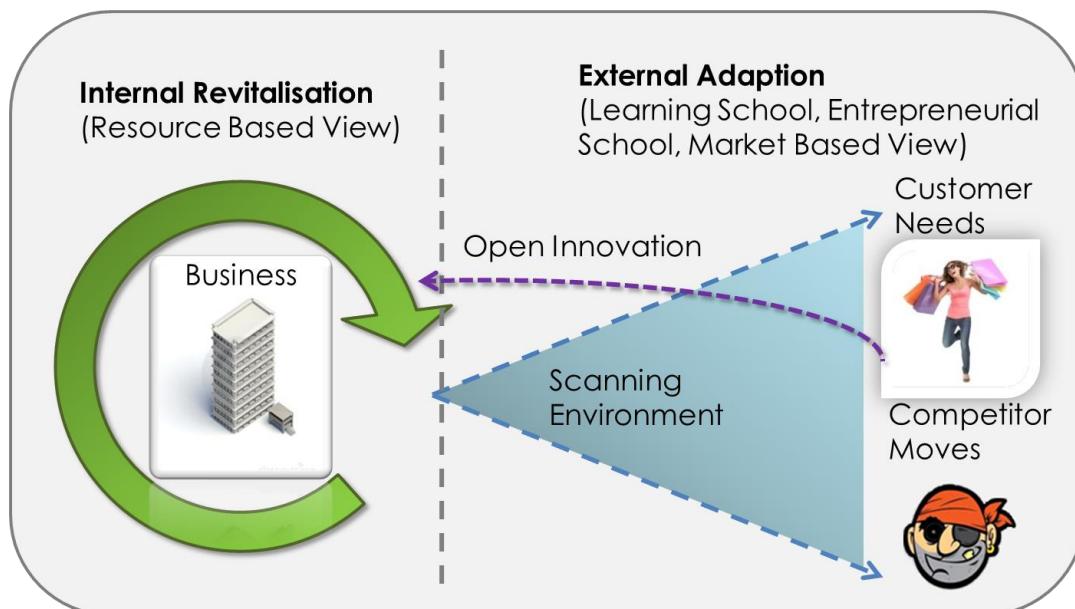 Internal Revitalisation
(Resource Based View)
External Adaption
(Learning School, Entrepreneurial
School, Market Based View)
Business
Open Innovation
Customer
Needs
Scanning
Environment
Competitor
Moves